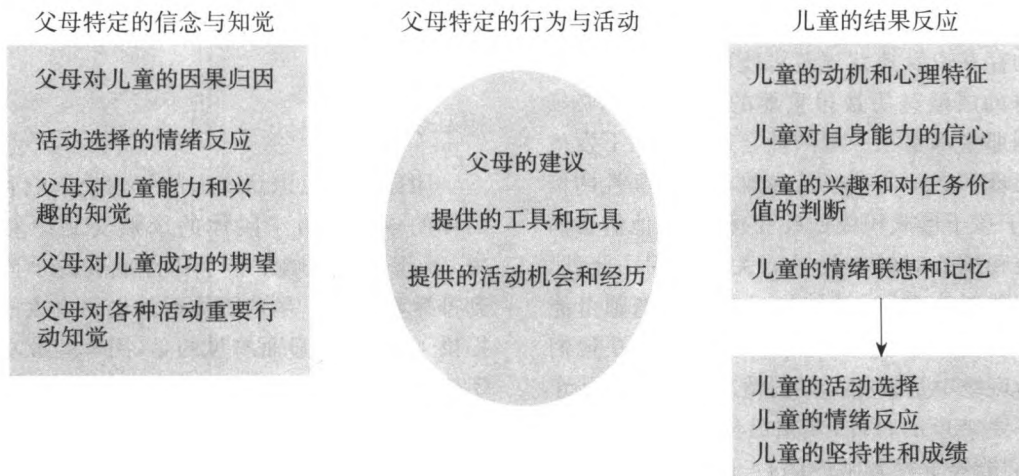 父母特定的信念与知觉
父母对儿童的因果归因
活动选择的情绪反应
父母对儿童能力和兴
趣的知觉
父母对儿童成功的期望
父母对各种活动重要行
动知觉
父母特定的行为与活动
父母的建议
提供的工具和玩具
提供的活动机会和经历
儿童的结果反应
儿童的动机和心理特征
儿童对自身能力的信心
儿童的兴趣和对任务价
值的判断
儿童的情绪联想和记忆
儿童的活动选择
儿童的情绪反应
儿童的坚持性和成绩